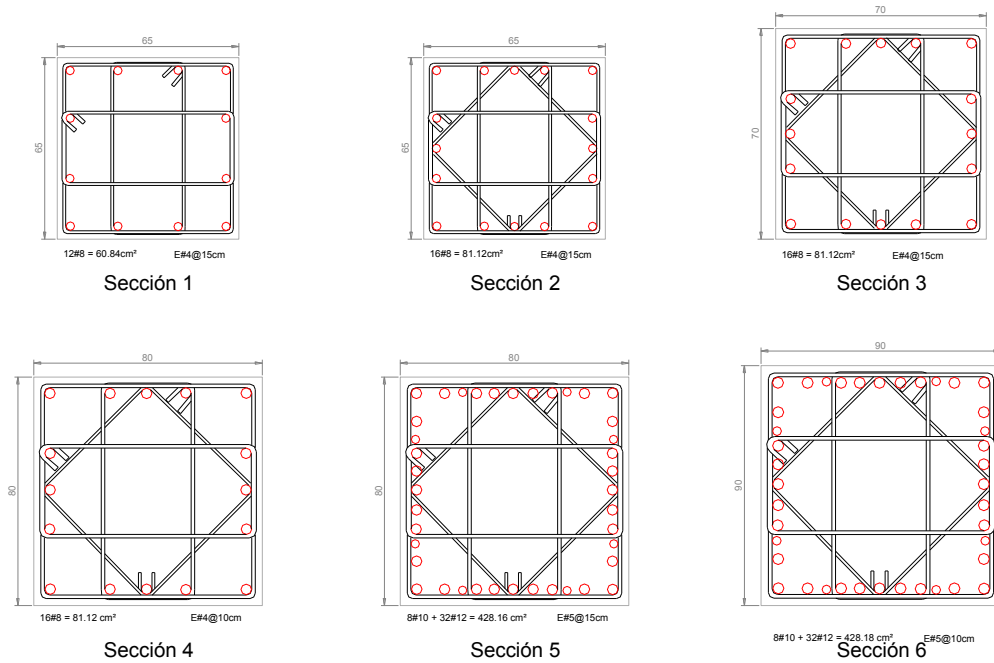 65
65
12#8 = 60.84cm² E#4@15cm
Sección 1
65
65
16#8 = 81.12cm² E#4@15cm
Sección 2
70
70
16#8 = 81.12cm² E#4@15cm
Sección 3
80
80
16#8 = 81.12 cm² E#4@10cm
Sección 4
80
80
8#10 + 32#12 = 428.16 cm² E#5@15cm
Sección 5
90
90
8#10 + 32#12 = 428.18 cm² E#5@10cm
Sección 6